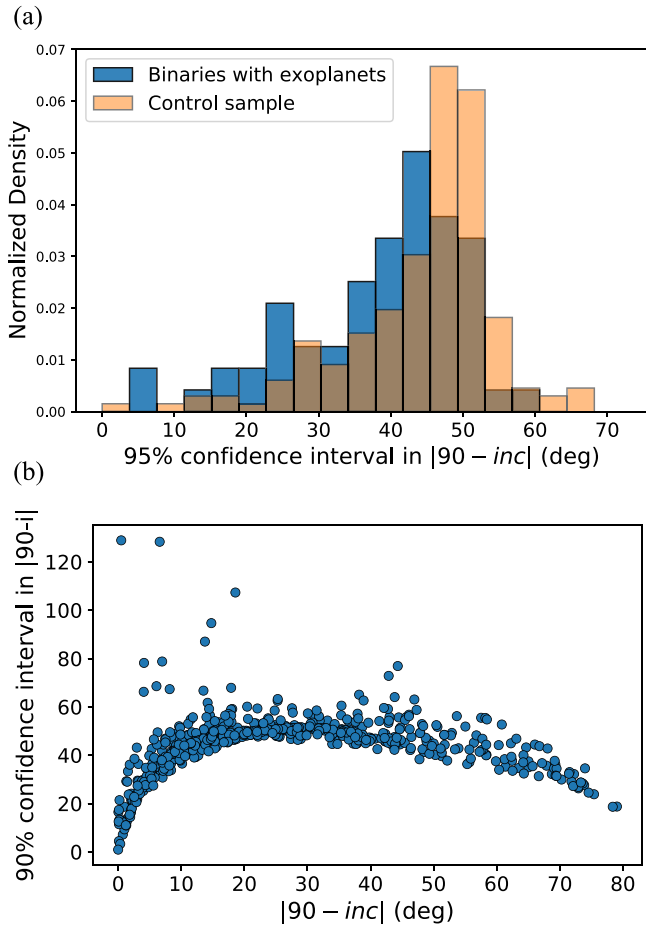 (a)
0.07
0.06
0.05
0.04
0.03
0.02
0.01
0.00
Normalized Density
Binaries with exoplanets
Control sample
0 10 20 30 40 50 60 70
95% confidence interval in |90 − inc| (deg)
(b)
120
100
80
60
40
20
0
90% confidence interval in |90-i|
0 10 20 30 40 50 60 70 80
|90 − inc| (deg)